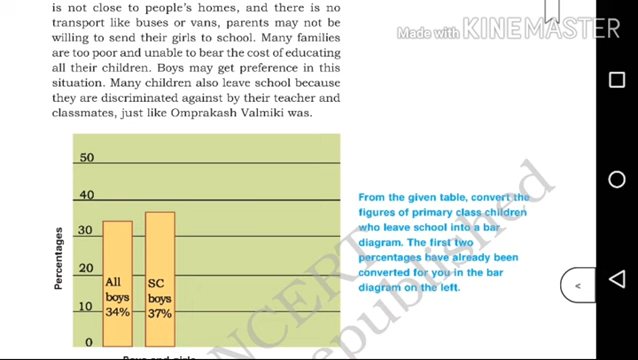 is not close to people's homes, and there is no
transport like buses or vans, parents may not be
willing to send their girls to school. Many families
are too poor and unable to bear the cost of educating
all their children. Boys may get preference in this
situation. Many children also leave school because
they are discriminated against by their teacher and
classmates, just like Omprakash Valmiki was.
Made with KINEMASTER
50
40
30
20
10
0
Percentages
All
boys
34%
SC
boys
37%
Boys and girls
From the given table, convert the
figures of primary class children
who leave school into a bar
diagram. The first two
percentages have already been
converted for you in the bar
diagram on the left.
NCERT
republished